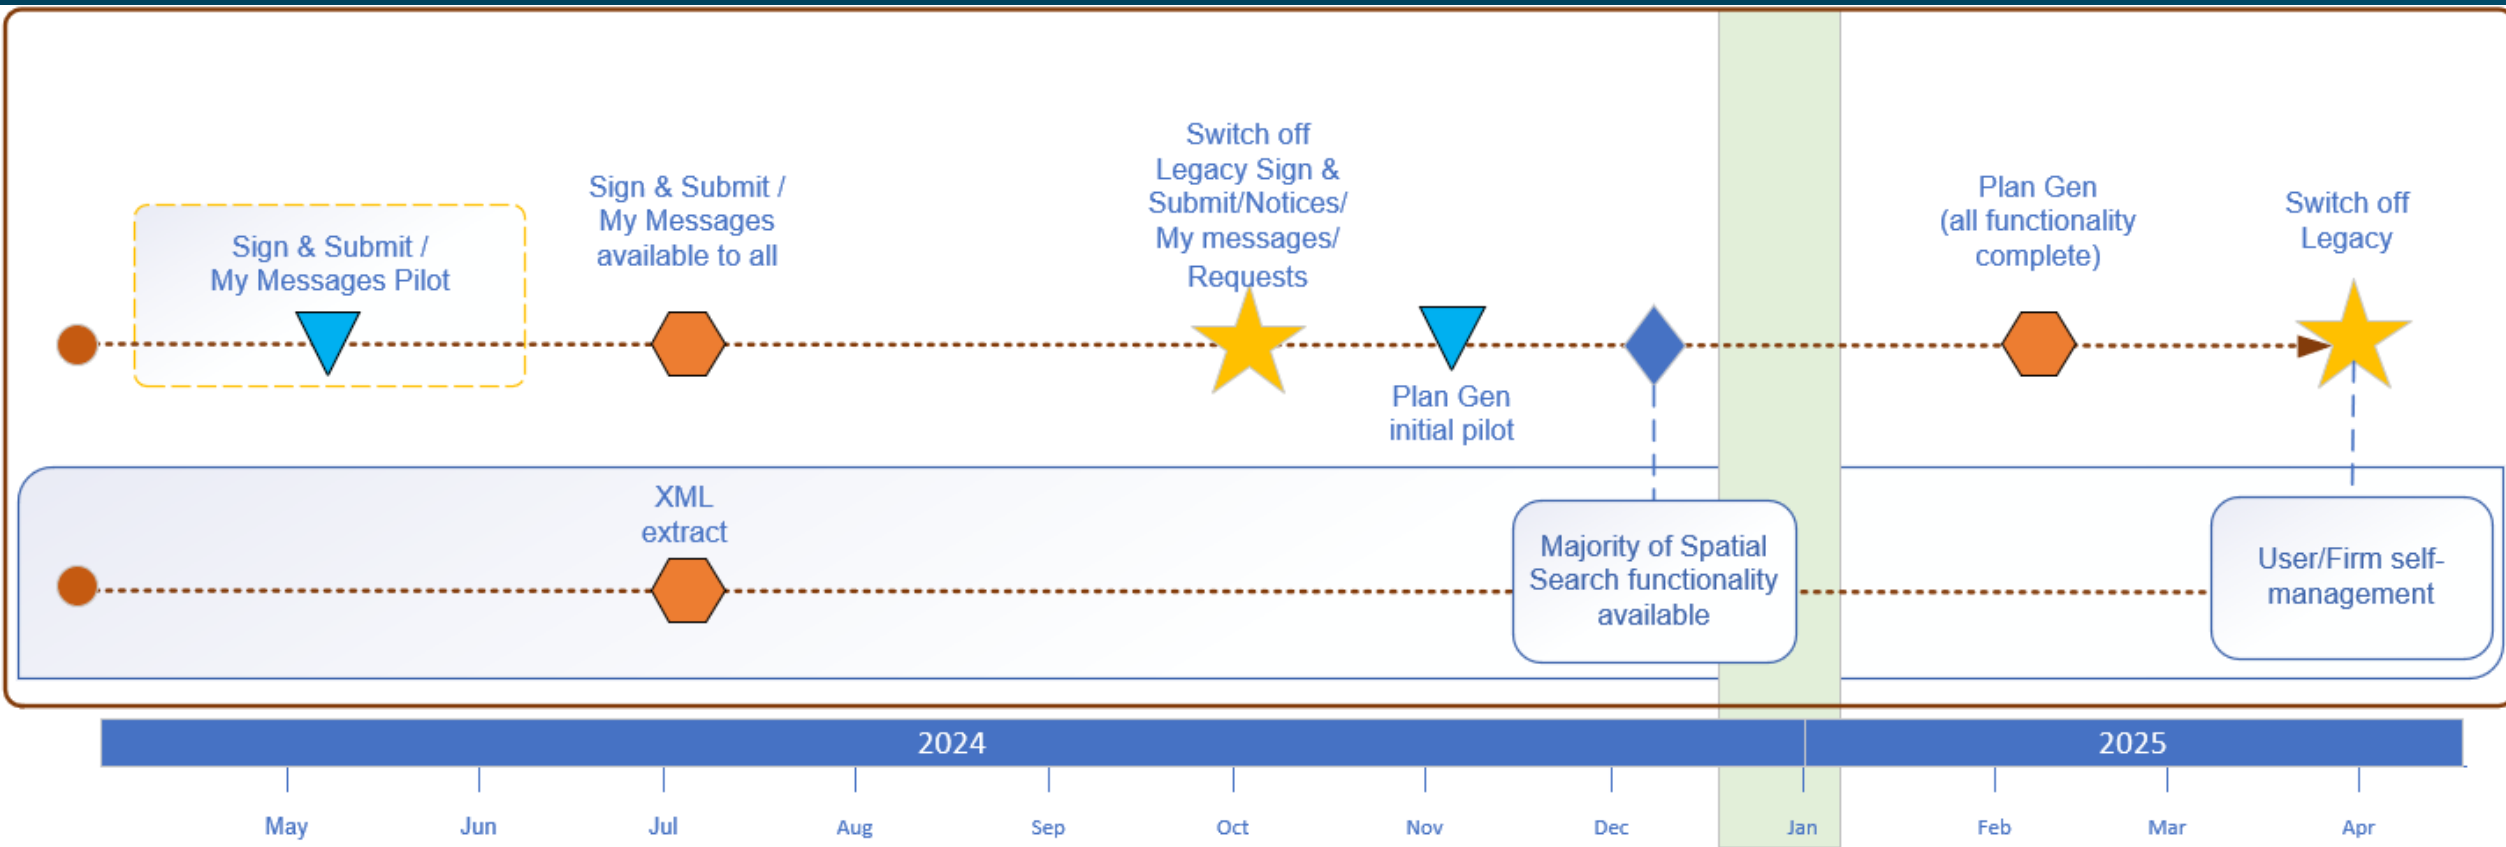 Switch off
Legacy Sign &
Submit/Notices/
My messages/
Requests
Sign & Submit /
My Messages
available to all
Plan Gen
(all functionality
complete)
Switch off
Legacy
Sign & Submit /
My Messages Pilot
Plan Gen
initial pilot
XML
extract
Majority of Spatial
Search functionality
available
User/Firm self-
management
2024
2025
May
Jun
Jul
Aug
Sep
Oct
Nov
Dec
Jan
Feb
Mar
Apr